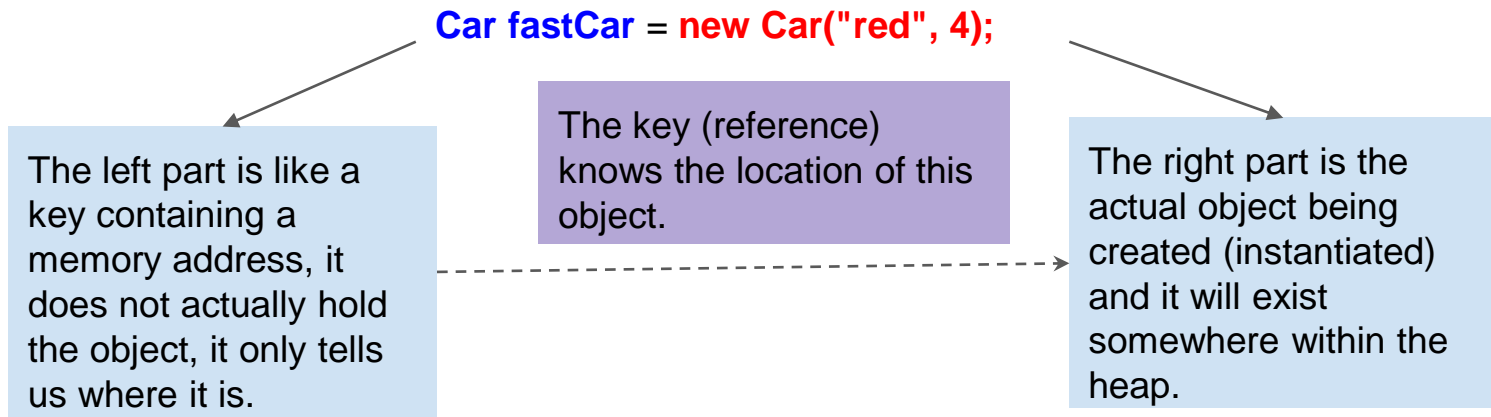 Car fastCar = new Car("red", 4);
The left part is like a
key containing a
memory address, it
does not actually hold
the object, it only tells
us where it is.
The key (reference)
knows the location of this
object.
The right part is the
actual object being
created (instantiated)
and it will exist
somewhere within the
heap.